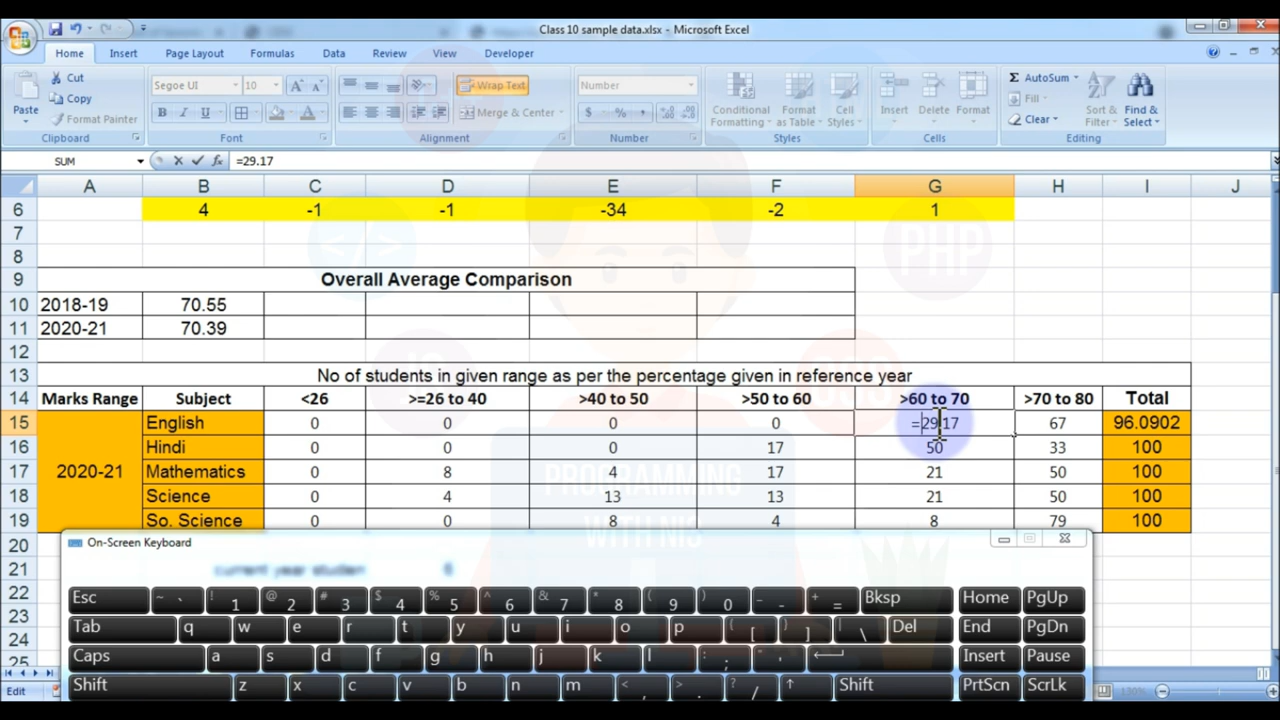 Class 10 sample data.xlsx - Microsoft Excel
Home Insert Page Layout Formulas Data Review View Developer
Cut Segoe UI 10 Wrap Text Number Σ AutoSum
Paste Copy Conditional Formatting Format as Table Cell Styles Insert Delete Format Fill Sort & Filter Find & Select
Format Painter Merge & Center Clear
Clipboard Font Alignment Number Styles Cells Editing
SUM =29.17
A B C D E F G H I J
6 4 -1 -1 -34 -2 1
7
8
9 Overall Average Comparison
10 2018-19 70.55
11 2020-21 70.39
12
13 No of students in given range as per the percentage given in reference year
14 Marks Range Subject <26 >=26 to 40 >40 to 50 >50 to 60 >60 to 70 >70 to 80 Total
15 English 0 0 0 0 =29.17 67 96.0902
16 Hindi 0 0 0 17 50 33 100
17 2020-21 Mathematics 0 8 4 17 21 50 100
18 Science 0 4 13 13 21 50 100
19 So. Science 0 0 8 4 8 79 100
PHP
PROGRAMMING
WITH NIS
20 On-Screen Keyboard
21 current year studen 6
22 Esc ~ ` ! 1 @ 2 # 3 $ 4 % 5 ^ 6 & 7 * 8 ( 9 ) 0 _ - + = Bksp Home PgUp
23 Tab q w e r t y u i o p { [ } ] | \ Del End PgDn
24 Caps a s d f g h j k l : ; " ' Insert Pause
25 Shift z x c v b n m < , > . ? / ↑ Shift PrtScn ScrLk
Edit 130%